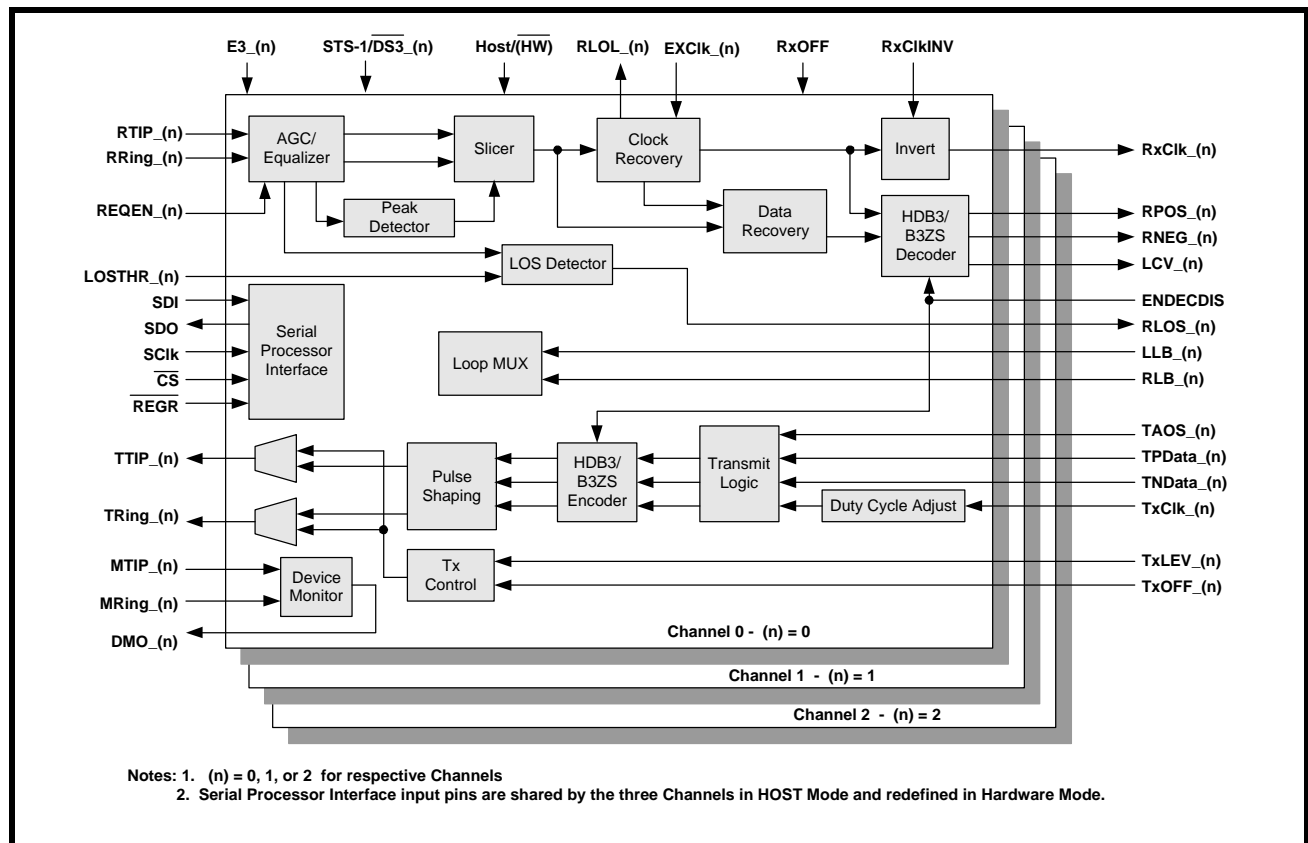 E3_(n)
STS-1/DS3_(n)
Host/(HW)
RLOL_(n)
EXClk_(n)
RxOFF
RxClkINV
RTIP_(n)
RRing_(n)
REQEN_(n)
LOSTHR_(n)
SDI
SDO
SClk
CS
REGR
TTIP_(n)
TRing_(n)
MTIP_(n)
MRing_(n)
DMO_(n)
AGC/
Equalizer
Peak
Detector
Slicer
LOS Detector
Clock
Recovery
Data
Recovery
Invert
HDB3/
B3ZS
Decoder
Serial
Processor
Interface
Loop MUX
Pulse
Shaping
HDB3/
B3ZS
Encoder
Transmit
Logic
Duty Cycle Adjust
Tx
Control
Device
Monitor
RxClk_(n)
RPOS_(n)
RNEG_(n)
LCV_(n)
ENDECDIS
RLOS_(n)
LLB_(n)
RLB_(n)
TAOS_(n)
TPData_(n)
TNData_(n)
TxClk_(n)
TxLEV_(n)
TxOFF_(n)
Channel 0 - (n) = 0
Channel 1 - (n) = 1
Channel 2 - (n) = 2
Notes: 1. (n) = 0, 1, or 2 for respective Channels
2. Serial Processor Interface input pins are shared by the three Channels in HOST Mode and redefined in Hardware Mode.